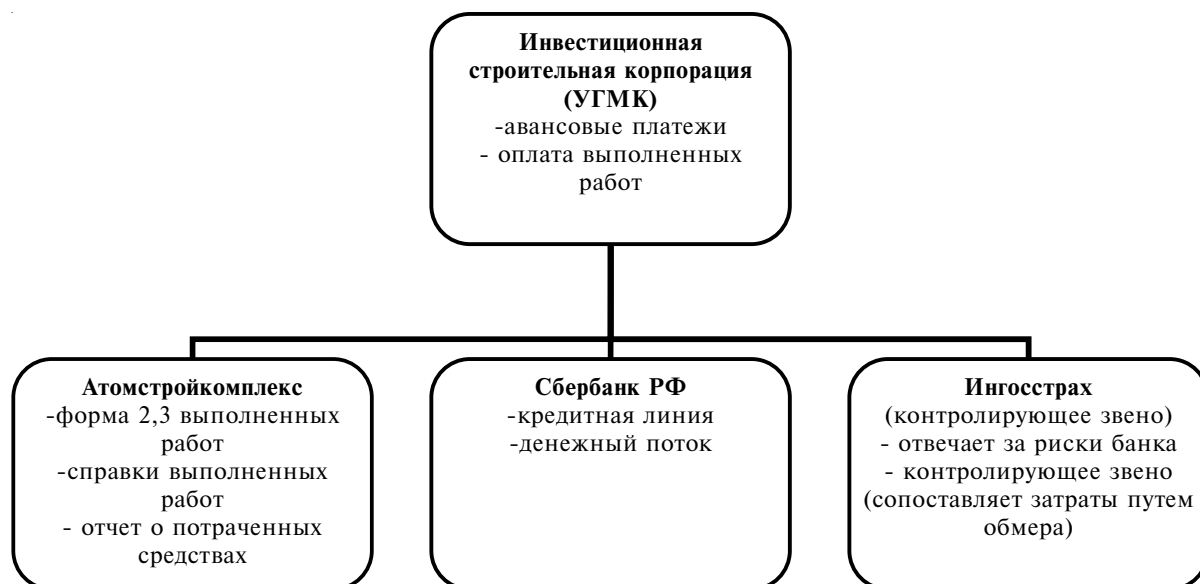 Инвестиционная
строительная корпорация
(УГМК)
-авансовые платежи
- оплата выполненных
работ
Атомстройкомплекс
-форма 2,3 выполненных
работ
-справки выполненных
работ
- отчет о потраченных
средствах
Сбербанк РФ
-кредитная линия
-денежный поток
Ингосстрах
(контролирующее звено)
- отвечает за риски банка
- контролирующее звено
(сопоставляет затраты путем
обмера)